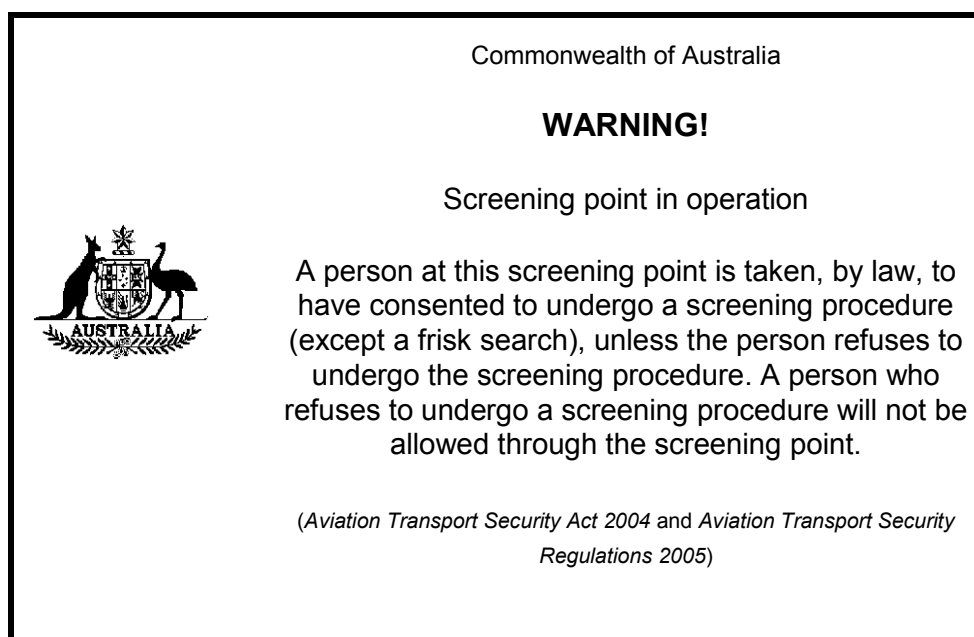 Commonwealth of Australia
WARNING!
Screening point in operation
AUSTRALIA
A person at this screening point is taken, by law, to
have consented to undergo a screening procedure
(except a frisk search), unless the person refuses to
undergo the screening procedure. A person who
refuses to undergo a screening procedure will not be
allowed through the screening point.
(Aviation Transport Security Act 2004 and Aviation Transport Security
Regulations 2005)